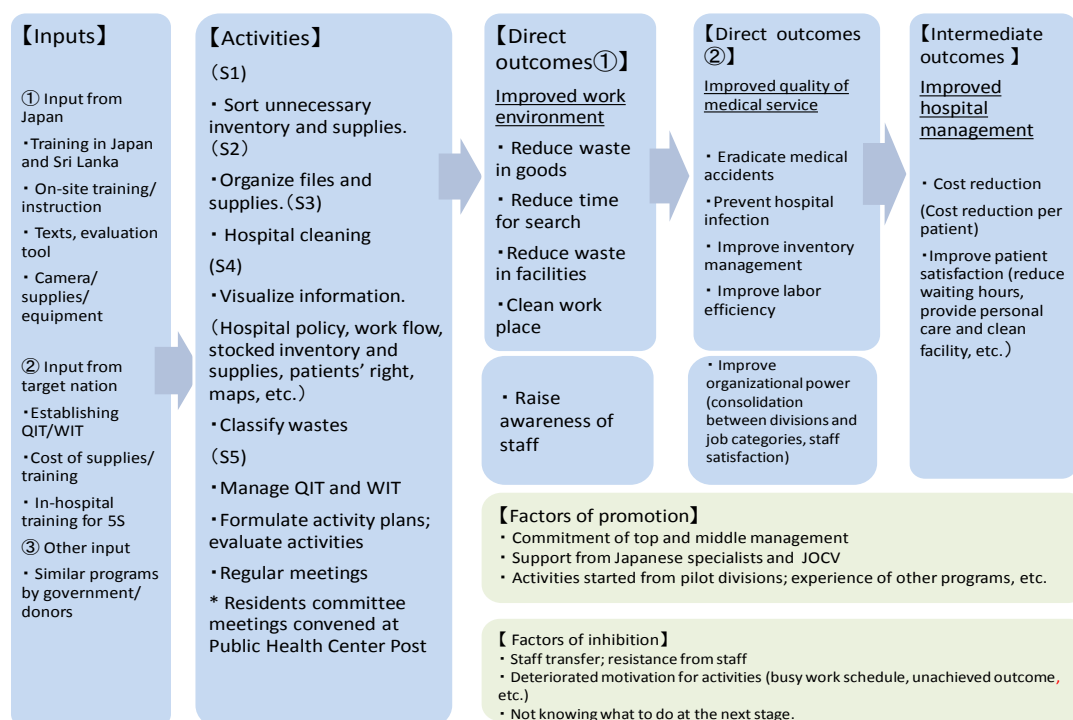 【Inputs】
① Input from
Japan
・Training in Japan
and Sri Lanka
・ On-site training/
instruction
・ Texts, evaluation
tool
・ Camera/
supplies/
equipment
② Input from
target nation
・Establishing
QIT/WIT
・Cost of supplies/
training
・ In-hospital
training for 5S
③ Other input
・ Similar programs
by government/
donors
【Activities】
(S1)
・ Sort unnecessary
inventory and supplies.
(S2)
・Organize files and
supplies.(S3)
・ Hospital cleaning
(S4)
・Visualize information.
(Hospital policy, work flow,
stocked inventory and
supplies, patients' right,
maps, etc.)
・Classify wastes
(S5)
・Manage QIT and WIT
・Formulate activity plans;
evaluate activities
・Regular meetings
* Residents committee
meetings convened at
Public Health Center Post
【Direct
outcomes①】
Improved work
environment
・ Reduce waste
in goods
・ Reduce time
for search
・Reduce waste
in facilities
・Clean work
place
・ Raise
awareness of
staff
【Direct outcomes
②】
Improved quality of
medical service
・ Eradicate medical
accidents
・Prevent hospital
infection
・ Improve inventory
management
・ Improve labor
efficiency
・ Improve
organizational power
(consolidation
between divisions and
job categories, staff
satisfaction)
【Intermediate
outcomes 】
Improved
hospital
management
・ Cost reduction
(Cost reduction per
patient)
・Improve patient
satisfaction (reduce
waiting hours,
provide personal
care and clean
facility, etc.)
【Factors of promotion】
・ Commitment of top and middle management
・ Support from Japanese specialists and JOCV
・ Activities started from pilot divisions; experience of other programs, etc.
【 Factors of inhibition】
・ Staff transfer; resistance from staff
・ Deteriorated motivation for activities (busy work schedule, unachieved outcome,
etc.)
・ Not knowing what to do at the next stage.